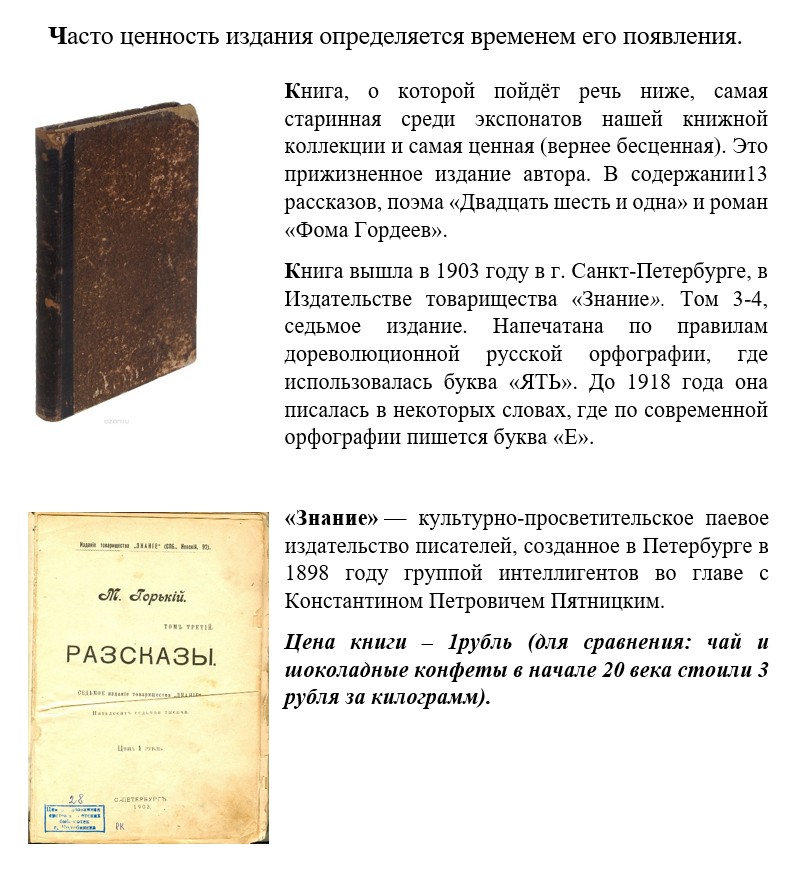 Часто ценность издания определяется временем его появления.
Книга, о которой пойдёт речь ниже, самая
старинная среди экспонатов нашей книжной
коллекции и самая ценная (вернее бесценная). Это
прижизненное издание автора. В содержании13
рассказов, поэма «Двадцать шесть и одна» и роман
«Фома Гордеев».
Книга вышла в 1903 году в г. Санкт-Петербурге, в
Издательстве товарищества «Знание». Том 3-4,
седьмое издание. Напечатана по правилам
дореволюционной русской орфографии, где
использовалась буква «ЯТЬ». До 1918 года она
писалась в некоторых словах, где по современной
орфографии пишется буква «Е».
«Знание» — культурно-просветительское паевое
издательство писателей, созданное в Петербурге в
1898 году группой интеллигентов во главе с
Константином Петровичем Пятницким.
Цена книги – 1рубль (для сравнения: чай и
шоколадные конфеты в начале 20 века стоили 3
рубля за килограмм).
Изданіе товарищества „ЗНАНІЕ" (СПБ., Невскій, 92).
М. Горькій.
ТОМЪ ТРЕТІЙ.
РАЗСКАЗЫ.
СЕДЬМОЕ изданіе товарищества „ЗНАНІЕ".
Цѣна 1 рубль.
28
С.-ПЕТЕРБУРГЪ.
1903.